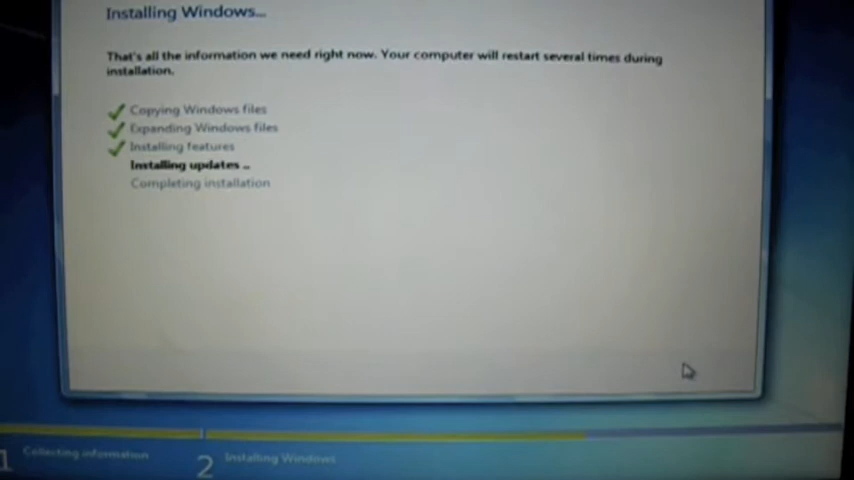 Installing Windows...
That's all the information we need right now. Your computer will restart several times during
installation.
Copying Windows files
Expanding Windows files
Installing features
Installing updates ..
Completing installation
1 Collecting information
2 Installing Windows